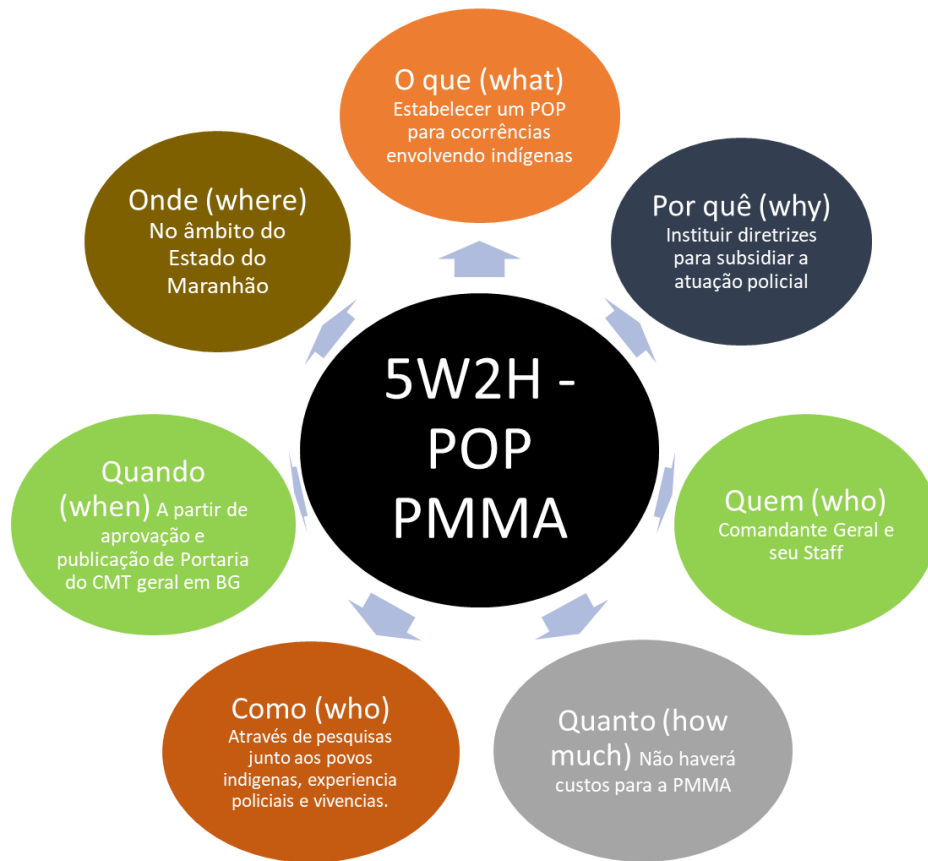 O que (what)
Estabelecer um POP
para ocorrências
envolvendo indígenas
Por quê (why)
Instituir diretrizes
para subsidiar a
atuação policial
Quem (who)
Comandante Geral e
seu Staff
Quanto (how
much) Não haverá
custos para a PMMA
Como (who)
Através de pesquisas
junto aos povos
indigenas, experiencia
policiais e vivencias.
Quando
(when) A partir de
aprovação e
publicação de Portaria
do CMT geral em BG
Onde (where)
No âmbito do
Estado do
Maranhão
5W2H -
POP
PMMA